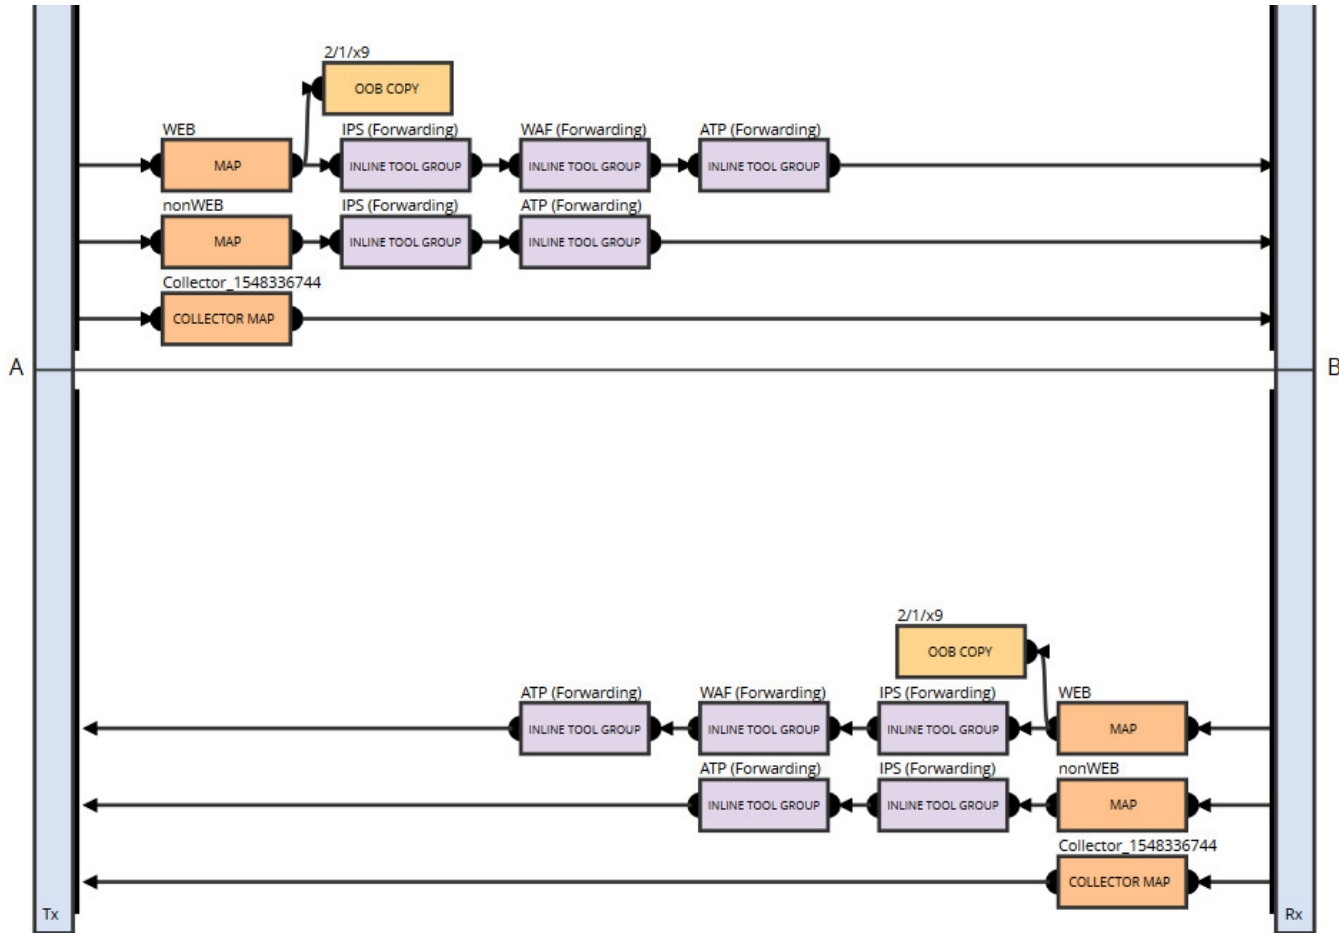 2/1/x9
OOB COPY
WEB IPS (Forwarding) WAF (Forwarding) ATP (Forwarding)
MAP INLINE TOOL GROUP INLINE TOOL GROUP INLINE TOOL GROUP
nonWEB IPS (Forwarding) ATP (Forwarding)
MAP INLINE TOOL GROUP INLINE TOOL GROUP
Collector_1548336744
COLLECTOR MAP
A B
2/1/x9
OOB COPY
ATP (Forwarding) WAF (Forwarding) IPS (Forwarding) WEB
INLINE TOOL GROUP INLINE TOOL GROUP INLINE TOOL GROUP MAP
ATP (Forwarding) IPS (Forwarding) nonWEB
INLINE TOOL GROUP INLINE TOOL GROUP MAP
Collector_1548336744
COLLECTOR MAP
Tx Rx